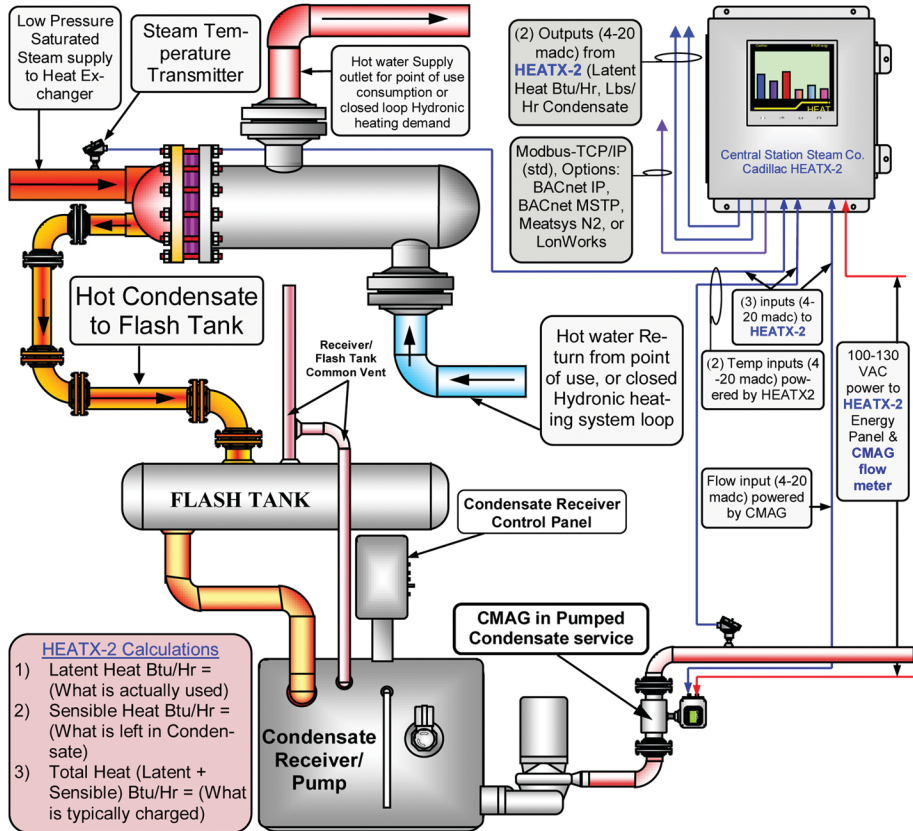 Low Pressure
Saturated
Steam supply
to Heat Ex-
changer
Steam Tem-
perature
Transmitter
Hot water Supply
outlet for point of use
consumption or
closed loop Hydronic
heating demand
(2) Outputs (4-20
madc) from
HEATX-2 (Latent
Heat Btu/Hr, Lbs/
Hr Condensate
HEAT
Central Station Steam Co.
Cadillac HEATX-2
Modbus-TCP/IP
(std), Options:
BACnet IP,
BACnet MSTP,
Meatsys N2, or
LonWorks
Hot Condensate
to Flash Tank
Receiver/
Flash Tank
Common Vent
Hot water Re-
turn from point
of use, or closed
Hydronic heat-
ing system loop
(3) inputs (4-
20 madc) to
HEATX-2
(2) Temp inputs (4
-20 madc) pow-
ered by HEATX2
100-130
VAC
power to
HEATX-2
Energy
Panel &
CMAG
flow
meter
Flow input (4-20
madc) powered
by CMAG
FLASH TANK
Condensate Receiver
Control Panel
CMAG in Pumped
Condensate service
Condensate
Receiver/
Pump
HEATX-2 Calculations
1) Latent Heat Btu/Hr =
(What is actually used)
2) Sensible Heat Btu/Hr =
(What is left in Conden-
sate)
3) Total Heat (Latent +
Sensible) Btu/Hr = (What
is typically charged)